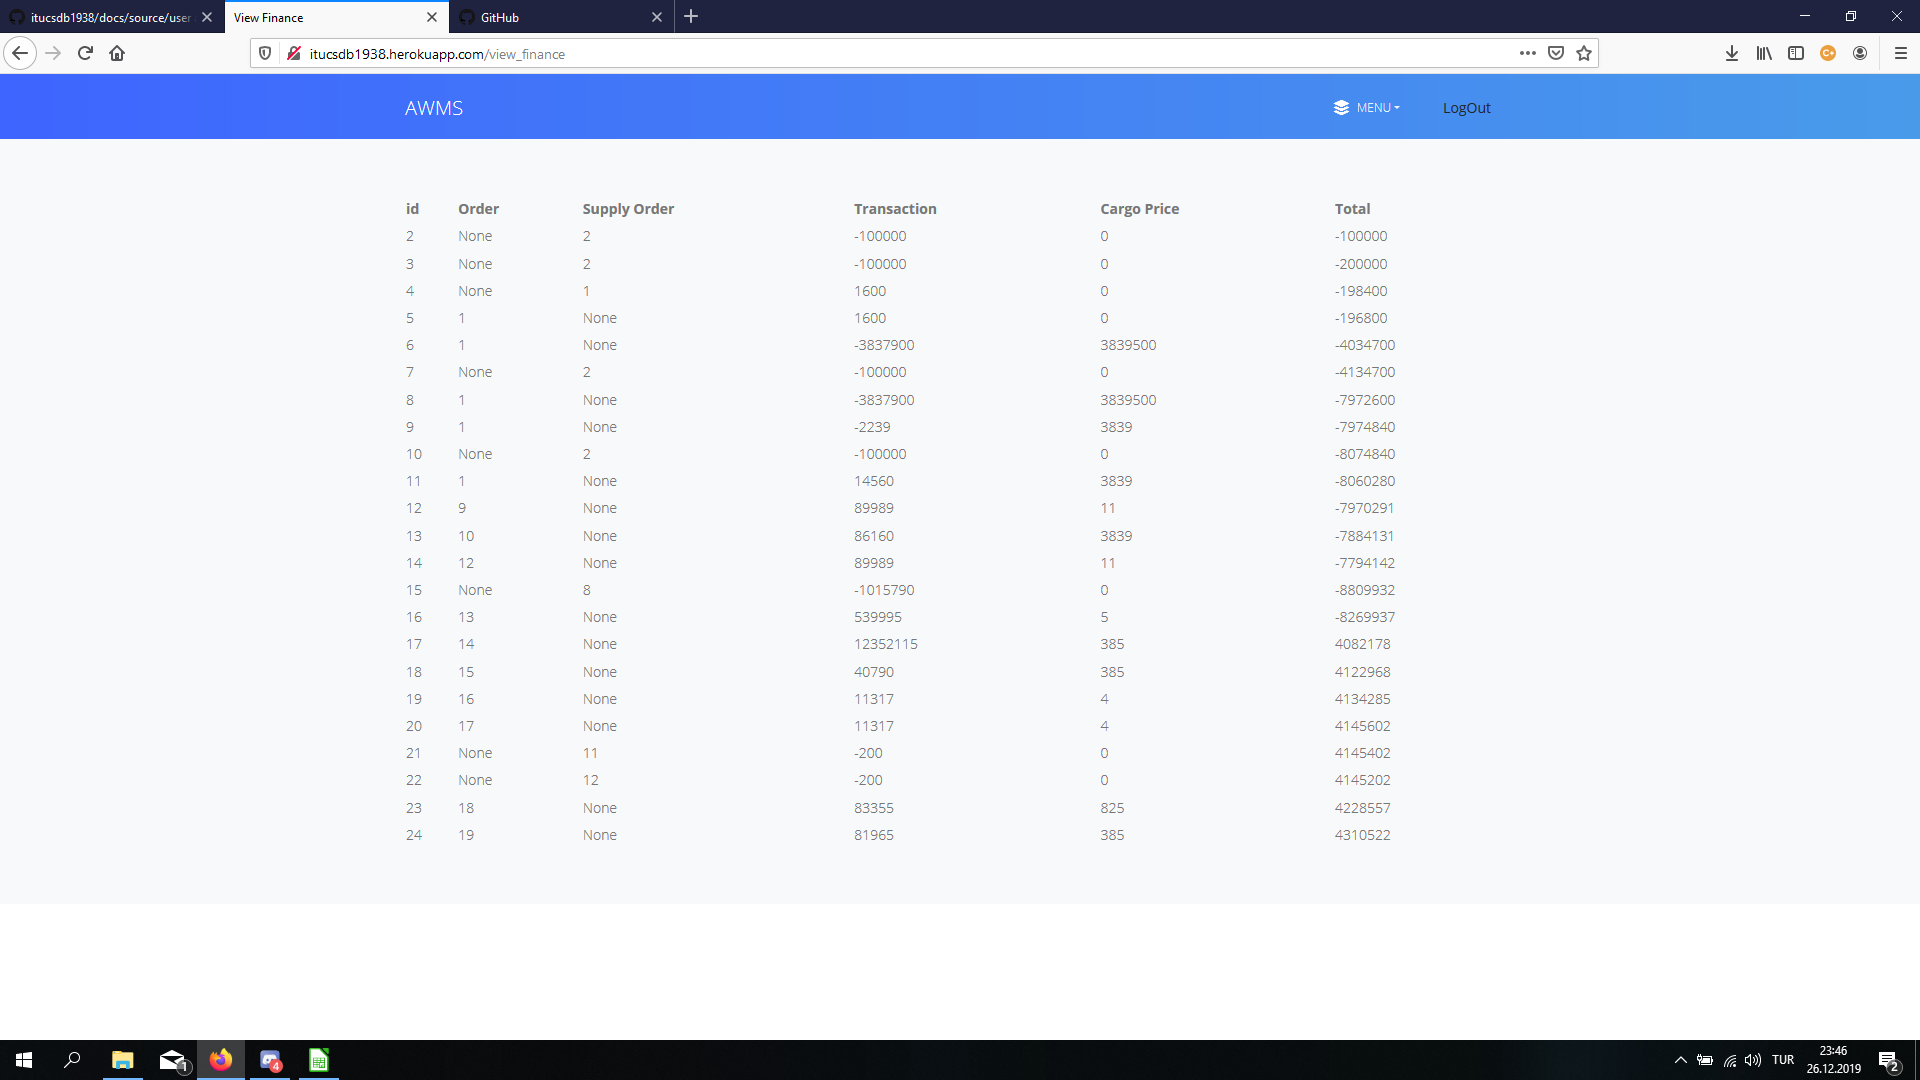 itucsdb1938/docs/source/user
View Finance
GitHub
itucsdb1938.herokuapp.com/view_finance
AWMS
MENU
LogOut
id Order Supply Order Transaction Cargo Price Total
2 None 2 -100000 0 -100000
3 None 2 -100000 0 -200000
4 None 1 1600 0 -198400
5 1 None 1600 0 -196800
6 1 None -3837900 3839500 -4034700
7 None 2 -100000 0 -4134700
8 1 None -3837900 3839500 -7972600
9 1 None -2239 3839 -7974840
10 None 2 -100000 0 -8074840
11 1 None 14560 3839 -8060280
12 9 None 89989 11 -7970291
13 10 None 86160 3839 -7884131
14 12 None 89989 11 -7794142
15 None 8 -1015790 0 -8809932
16 13 None 539995 5 -8269937
17 14 None 12352115 385 4082178
18 15 None 40790 385 4122968
19 16 None 11317 4 4134285
20 17 None 11317 4 4145602
21 None 11 -200 0 4145402
22 None 12 -200 0 4145202
23 18 None 83355 825 4228557
24 19 None 81965 385 4310522
1
4
TUR
23:46
26.12.2019
2